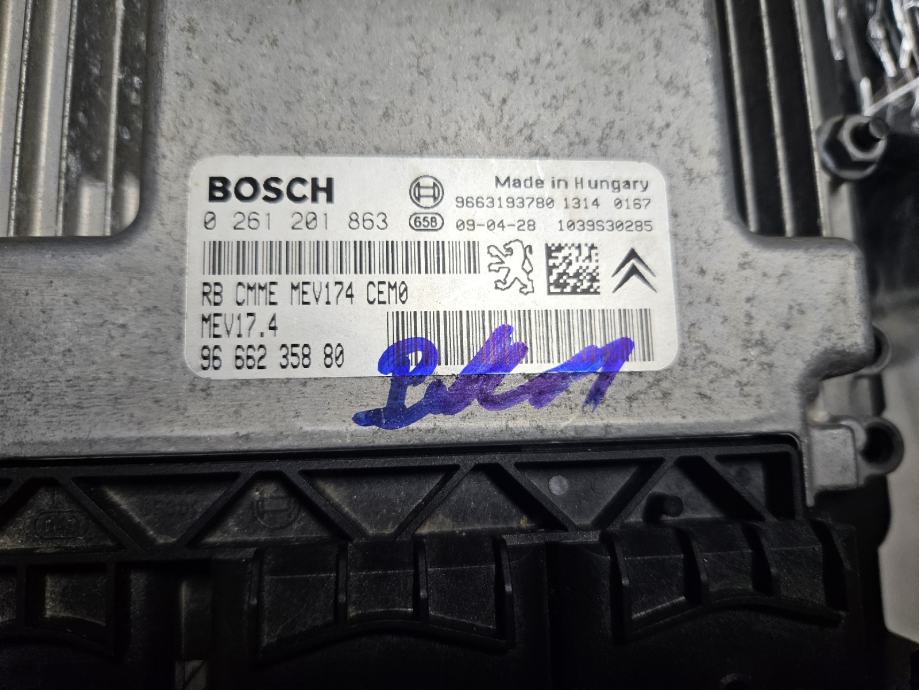 BOSCH
Made in Hungary
9663193780 1314 0167
0 261 201 863
65B 09-04-28 1039S30285
RB CMME MEV174 CEM0
MEV17.4
96 662 358 80